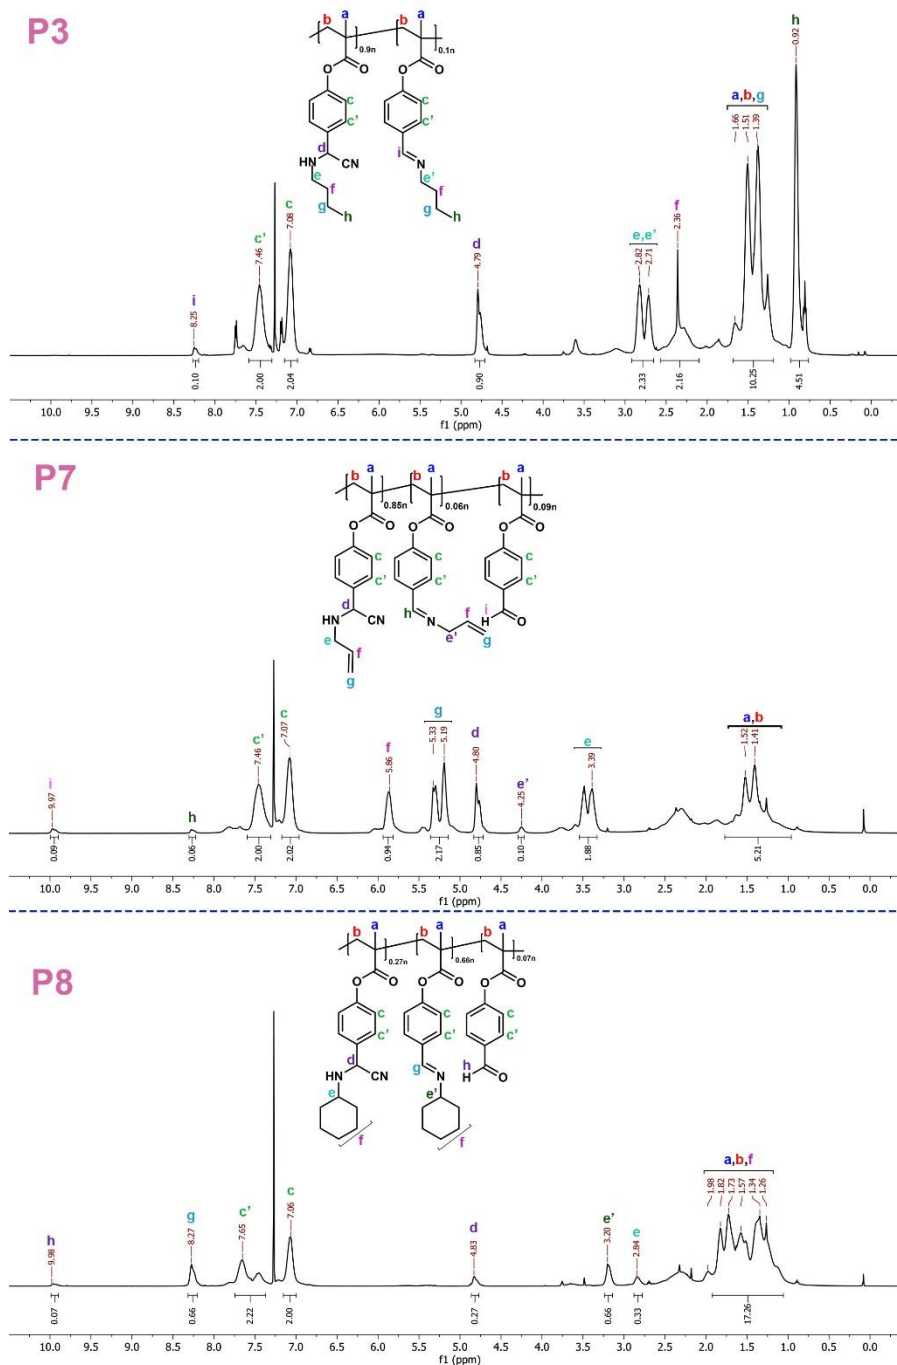 P3
b a b a
0.9n 0.1n
O O O O
c c
c' c'
d i
HN CN N
e e'
f f
g h g h
i c' c d e,e' f a,b,g h
8.25 7.46 7.08 4.79 2.82 2.71 2.36 1.66 1.51 1.39 0.92
0.10 2.00 2.04 0.90 2.33 2.16 10.25 4.51
10.0 9.5 9.0 8.5 8.0 7.5 7.0 6.5 6.0 5.5 5.0 4.5 4.0 3.5 3.0 2.5 2.0 1.5 1.0 0.5 0.0
f1 (ppm)
P7
b a b a b a
0.85n 0.06n 0.09n
O O O O O O
c c c
c' c' c'
d h i
HN CN N H O
e e' f
f g
g
i h c' c f g d e' e a,b
9.97 7.46 7.07 5.86 5.33 5.19 4.80 4.25 3.39 1.52 1.41
0.09 0.06 2.00 2.02 0.94 2.17 0.85 0.10 1.88 5.21
10.0 9.5 9.0 8.5 8.0 7.5 7.0 6.5 6.0 5.5 5.0 4.5 4.0 3.5 3.0 2.5 2.0 1.5 1.0 0.5 0.0
f1 (ppm)
P8
b a b a b a
0.27n 0.66n 0.07n
O O O O O O
c c c
c' c' c'
d g h
HN CN N H O
e e'
f f
h g c' c d e' e a,b,f
9.98 8.27 7.65 7.06 4.83 3.20 2.84 1.98 1.82 1.73 1.57 1.34 1.26
0.07 0.66 2.22 2.00 0.27 0.66 0.33 17.26
10.0 9.5 9.0 8.5 8.0 7.5 7.0 6.5 6.0 5.5 5.0 4.5 4.0 3.5 3.0 2.5 2.0 1.5 1.0 0.5 0.0
f1 (ppm)